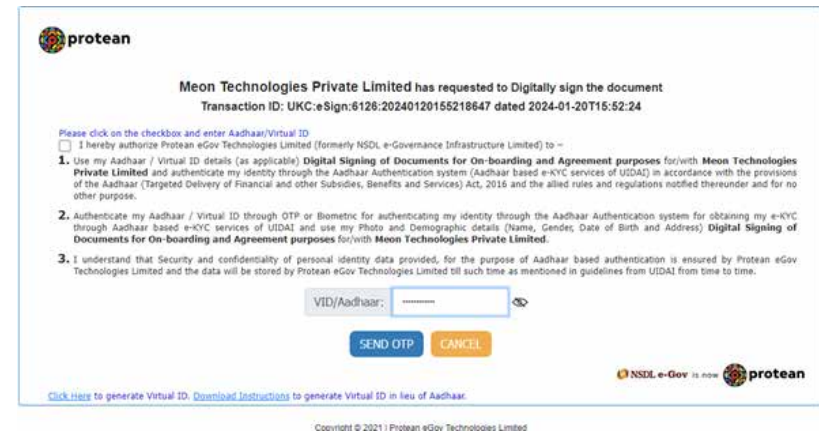 protean
Meon Technologies Private Limited has requested to Digitally sign the document
Transaction ID: UKC:eSign:6126:20240120155218647 dated 2024-01-20T15:52:24
Please click on the checkbox and enter Aadhaar/Virtual ID
I hereby authorize Protean eGov Technologies Limited (formerly NSDL e-Governance Infrastructure Limited) to –
1. Use my Aadhaar / Virtual ID details (as applicable) Digital Signing of Documents for On-boarding and Agreement purposes for/with Meon Technologies
Private Limited and authenticate my identity through the Aadhaar Authentication system (Aadhaar based e-KYC services of UIDAI) in accordance with the provisions
of the Aadhaar (Targeted Delivery of Financial and other Subsidies, Benefits and Services) Act, 2016 and the allied rules and regulations notified thereunder and for no
other purpose.
2. Authenticate my Aadhaar / Virtual ID through OTP or Biometric for authenticating my identity through the Aadhaar Authentication system for obtaining my e-KYC
through Aadhaar based e-KYC services of UIDAI and use my Photo and Demographic details (Name, Gender, Date of Birth and Address) Digital Signing of
Documents for On-boarding and Agreement purposes for/with Meon Technologies Private Limited.
3. I understand that Security and confidentiality of personal identity data provided, for the purpose of Aadhaar based authentication is ensured by Protean eGov
Technologies Limited and the data will be stored by Protean eGov Technologies Limited till such time as mentioned in guidelines from UIDAI from time to time.
VID/Aadhaar:
SEND OTP CANCEL
NSDL e-Gov is now protean
Click Here to generate Virtual ID. Download Instructions to generate Virtual ID in lieu of Aadhaar.
Copyright © 2021 | Protean eGov Technologies Limited